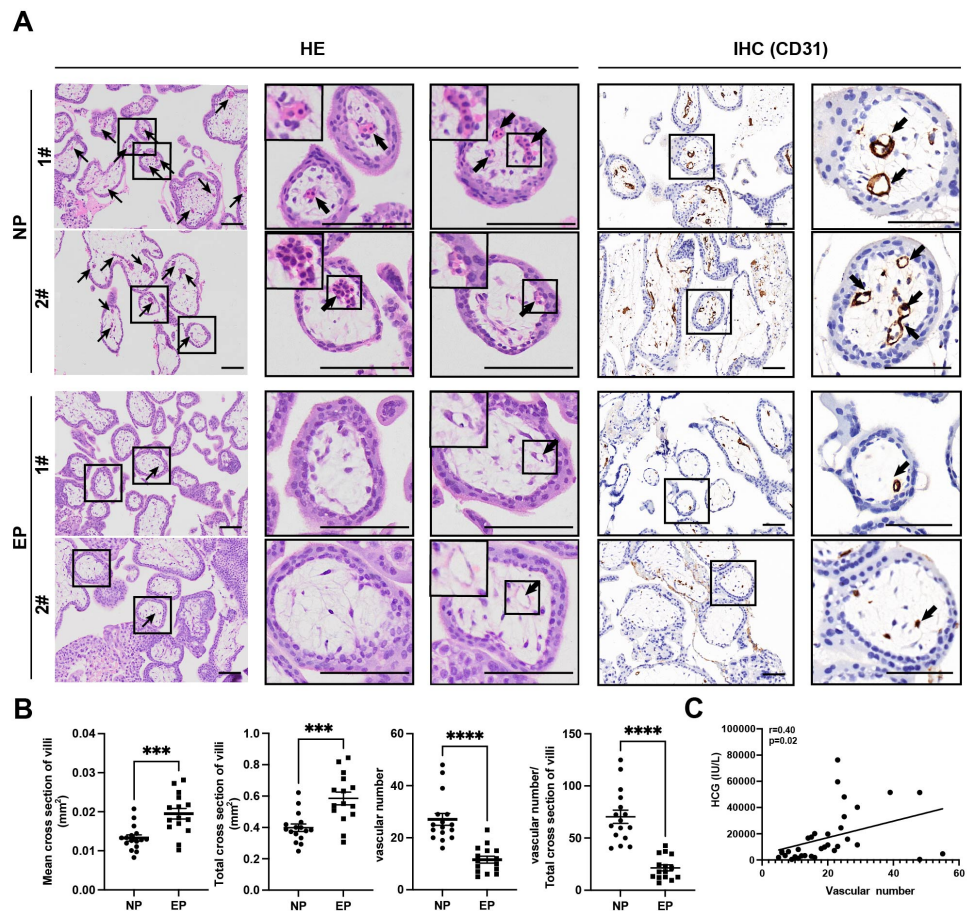 A
HE
IHC (CD31)
NP
1#
2#
EP
1#
2#
B
Mean cross section of villi
(mm²)
0.04
0.03
0.02
0.01
0.00
***
NP
EP
Total cross section of villi
(mm²)
1.0
0.8
0.6
0.4
0.2
0.0
***
NP
EP
vascular number
60
40
20
0
****
NP
EP
vascular number/
Total cross section of villi
150
100
50
0
****
NP
EP
C
r=0.40
p=0.02
HCG (IU/L)
100000
80000
60000
40000
20000
0
0
10
20
30
40
50
60
Vascular number